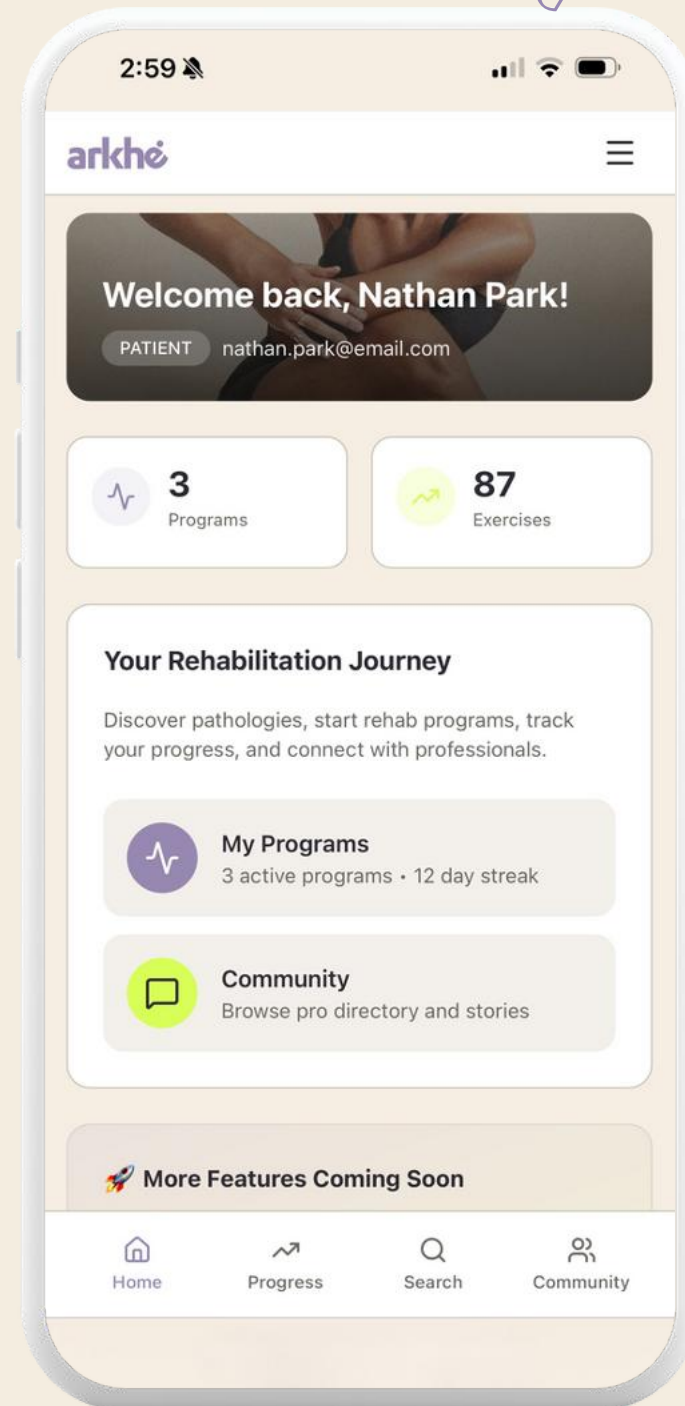 2:59
arkhé
Welcome back, Nathan Park!
PATIENT nathan.park@email.com
3
Programs
87
Exercises
Your Rehabilitation Journey
Discover pathologies, start rehab programs, track
your progress, and connect with professionals.
My Programs
3 active programs • 12 day streak
Community
Browse pro directory and stories
🚀 More Features Coming Soon
Home Progress Search Community